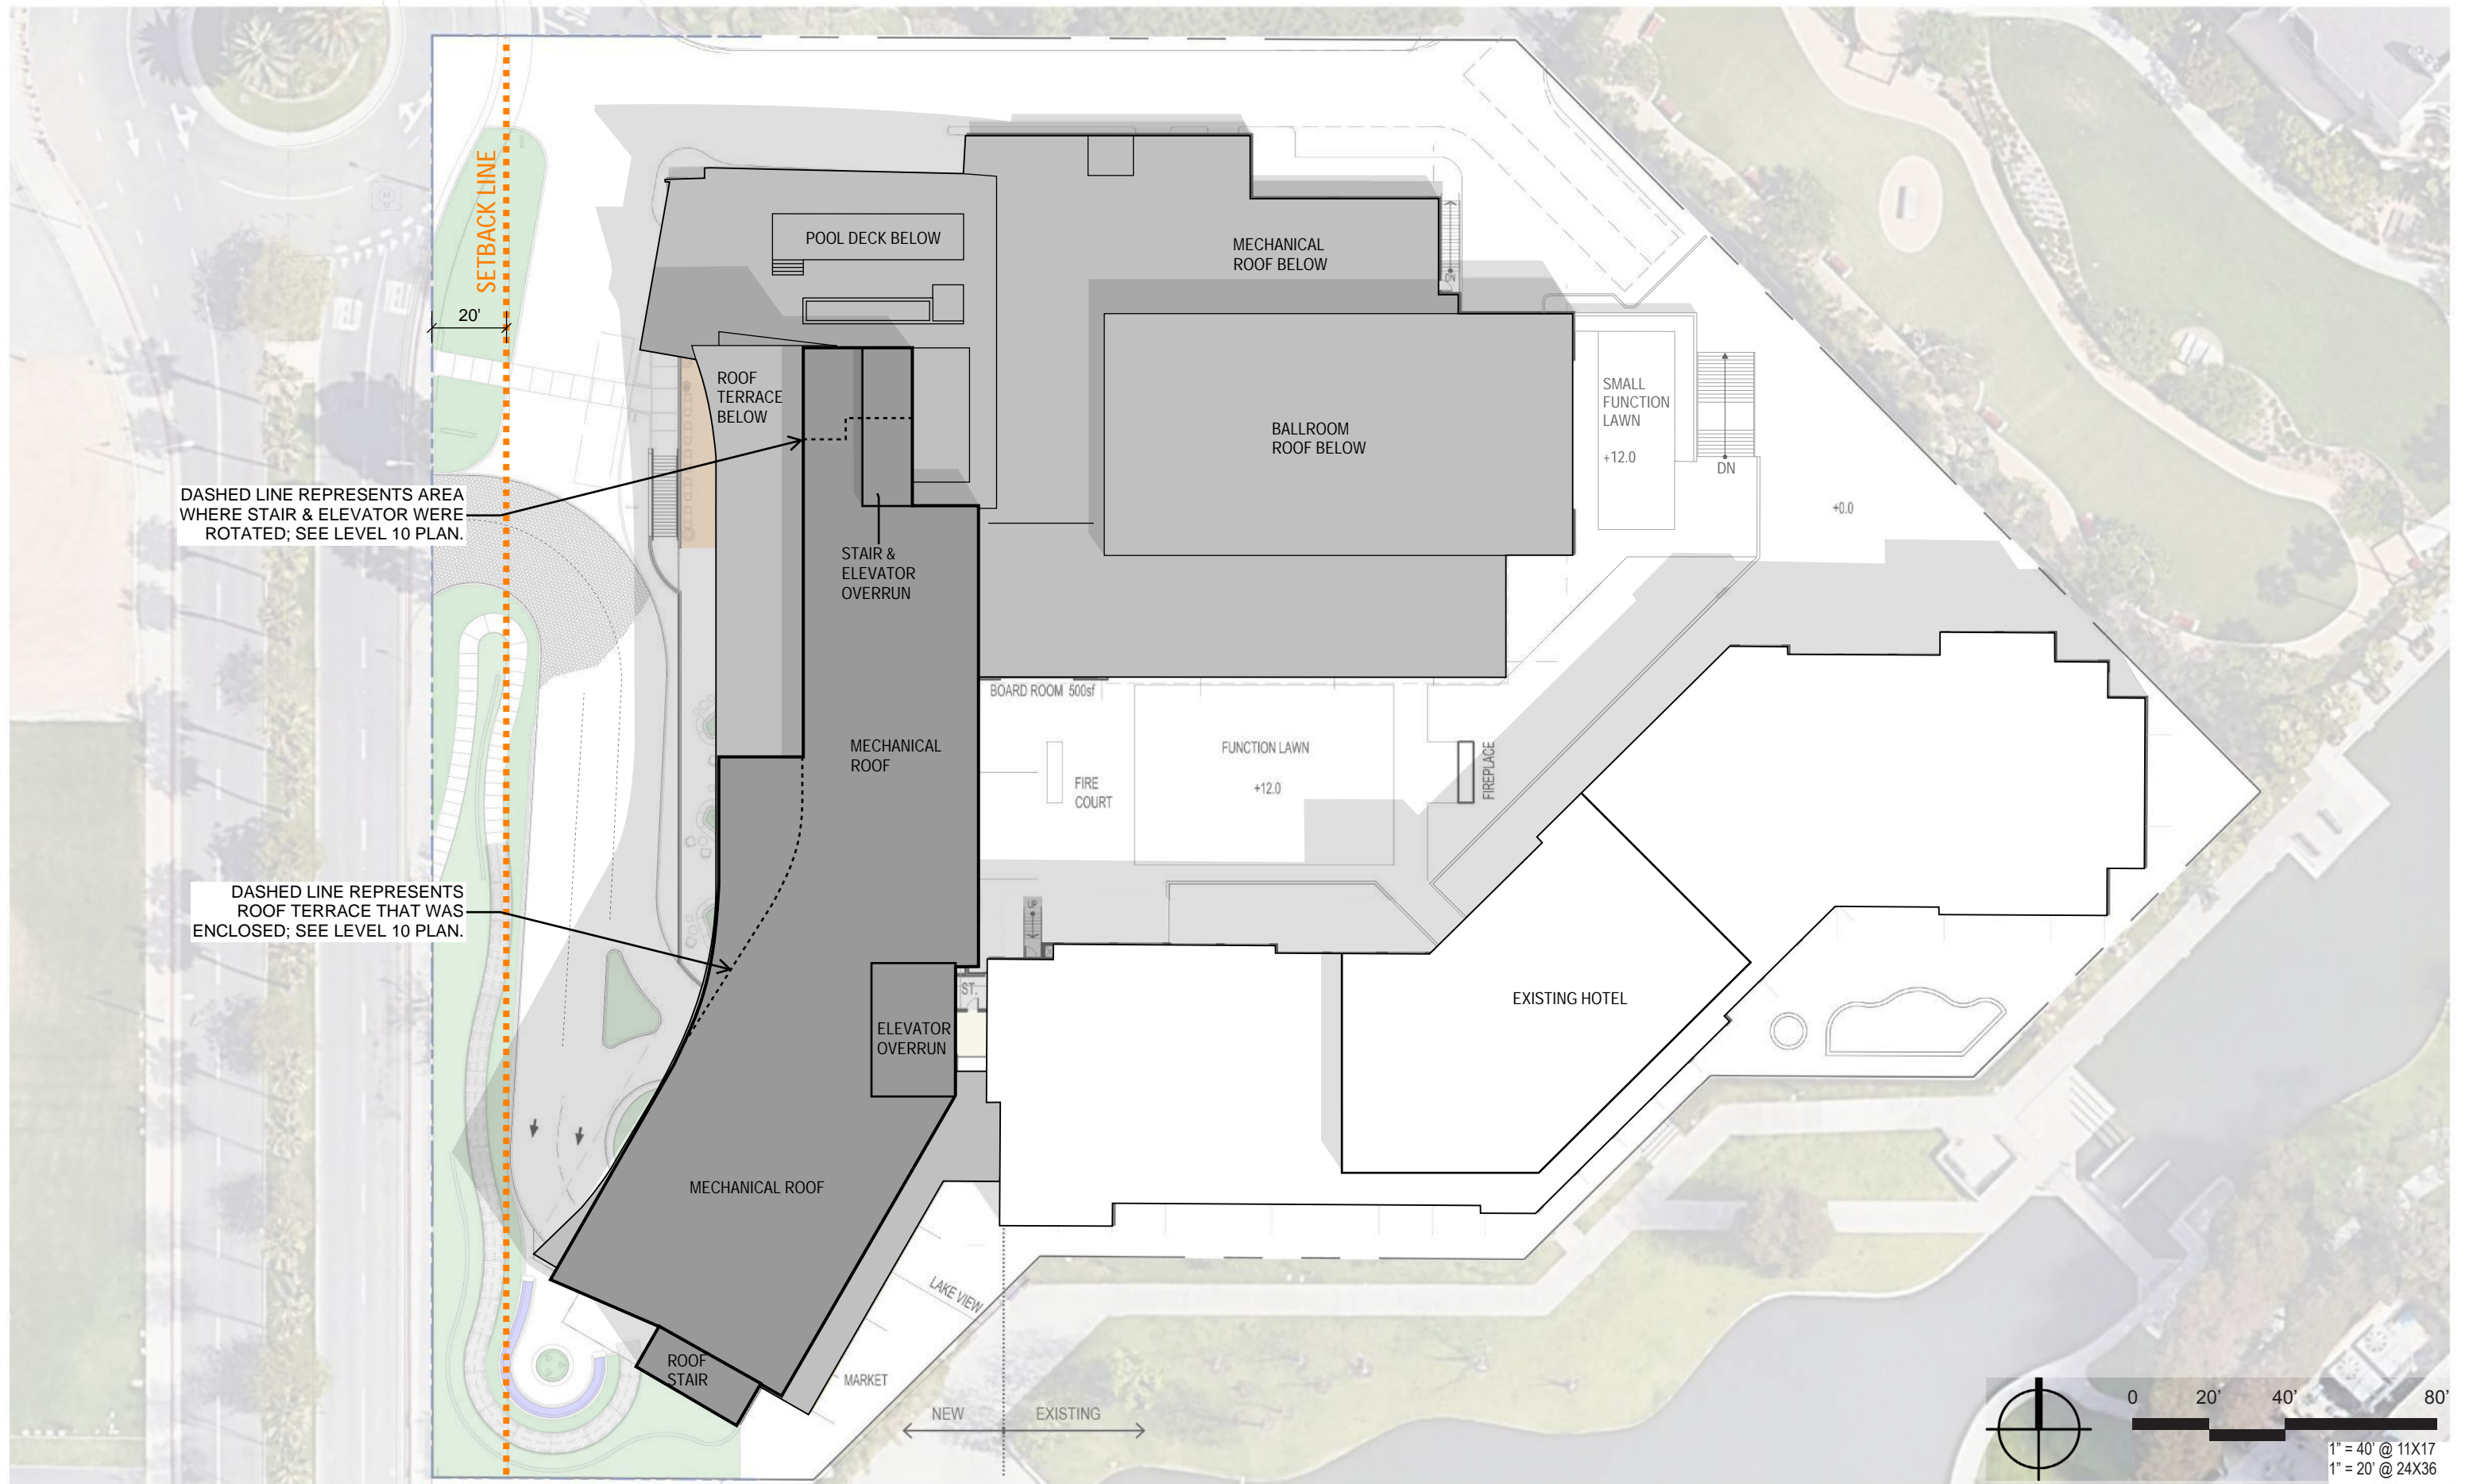 SETBACK LINE
20'
POOL DECK BELOW
MECHANICAL
ROOF BELOW
DN
ROOF
TERRACE
BELOW
BALLROOM
ROOF BELOW
SMALL
FUNCTION
LAWN
+12.0
DN
+0.0
DASHED LINE REPRESENTS AREA
WHERE STAIR & ELEVATOR WERE
ROTATED; SEE LEVEL 10 PLAN.
STAIR &
ELEVATOR
OVERRUN
BOARD ROOM 500sf
MECHANICAL
ROOF
FUNCTION LAWN
+12.0
FIRE
COURT
FIREPLACE
DASHED LINE REPRESENTS
ROOF TERRACE THAT WAS
ENCLOSED; SEE LEVEL 10 PLAN.
UP
ST.
ELEVATOR
OVERRUN
EXISTING HOTEL
MECHANICAL ROOF
LAKE VIEW
ROOF
STAIR
MARKET
NEW
EXISTING
0 20' 40' 80'
1" = 40' @ 11X17
1" = 20' @ 24X36